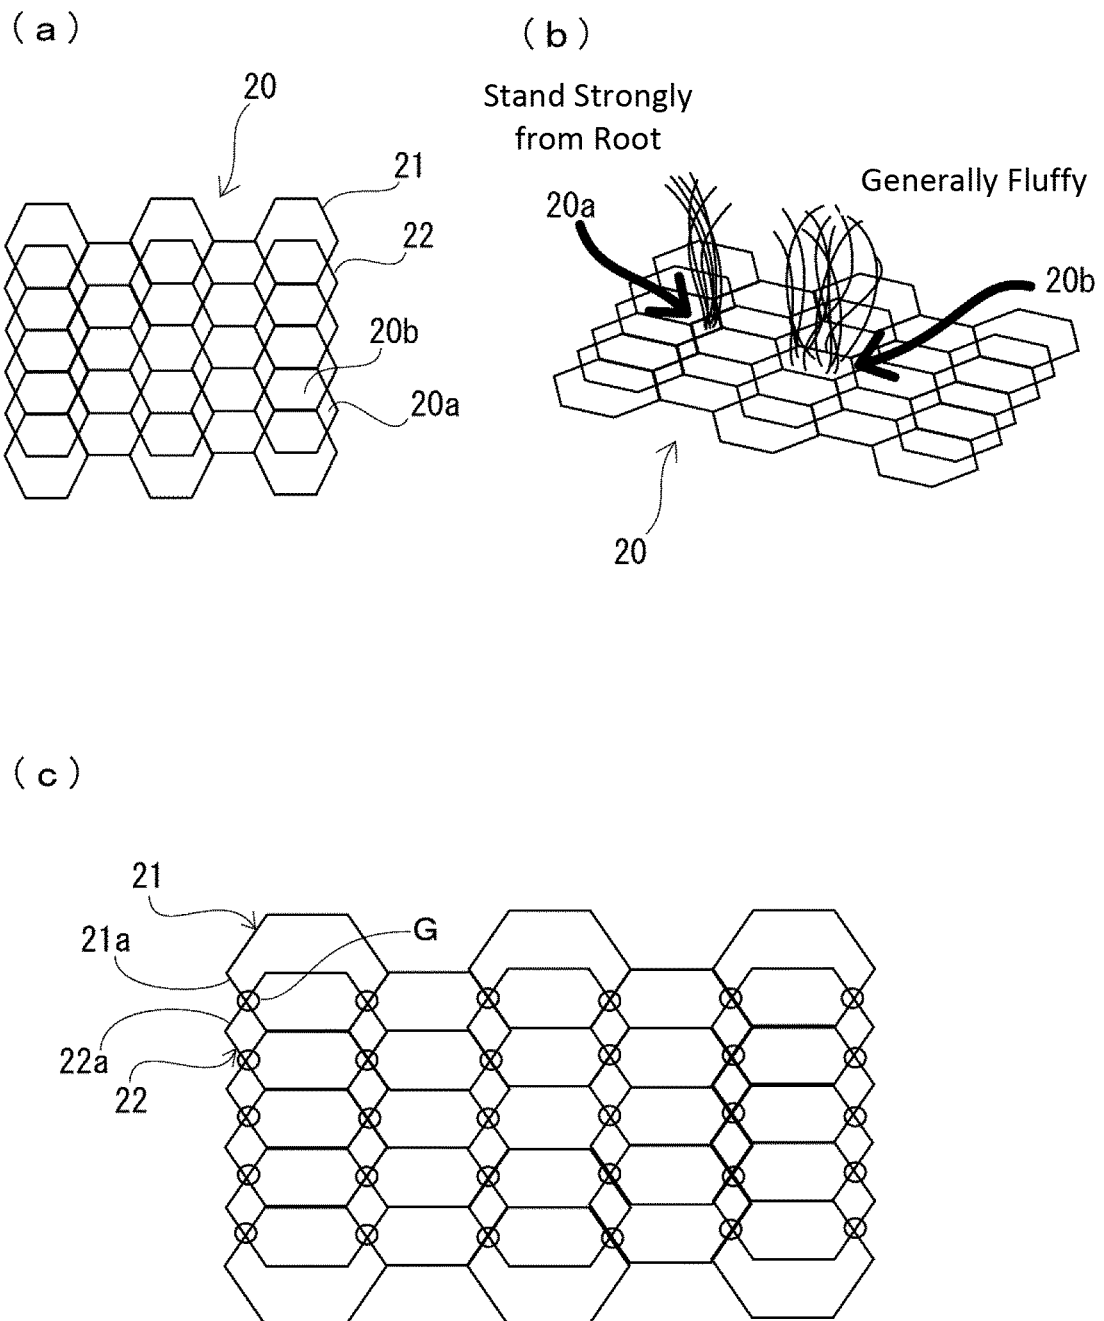 (a)
20
21
22
20b
20a
(b)
Stand Strongly
from Root
Generally Fluffy
20a
20b
20
(c)
21
21a
G
22a
22